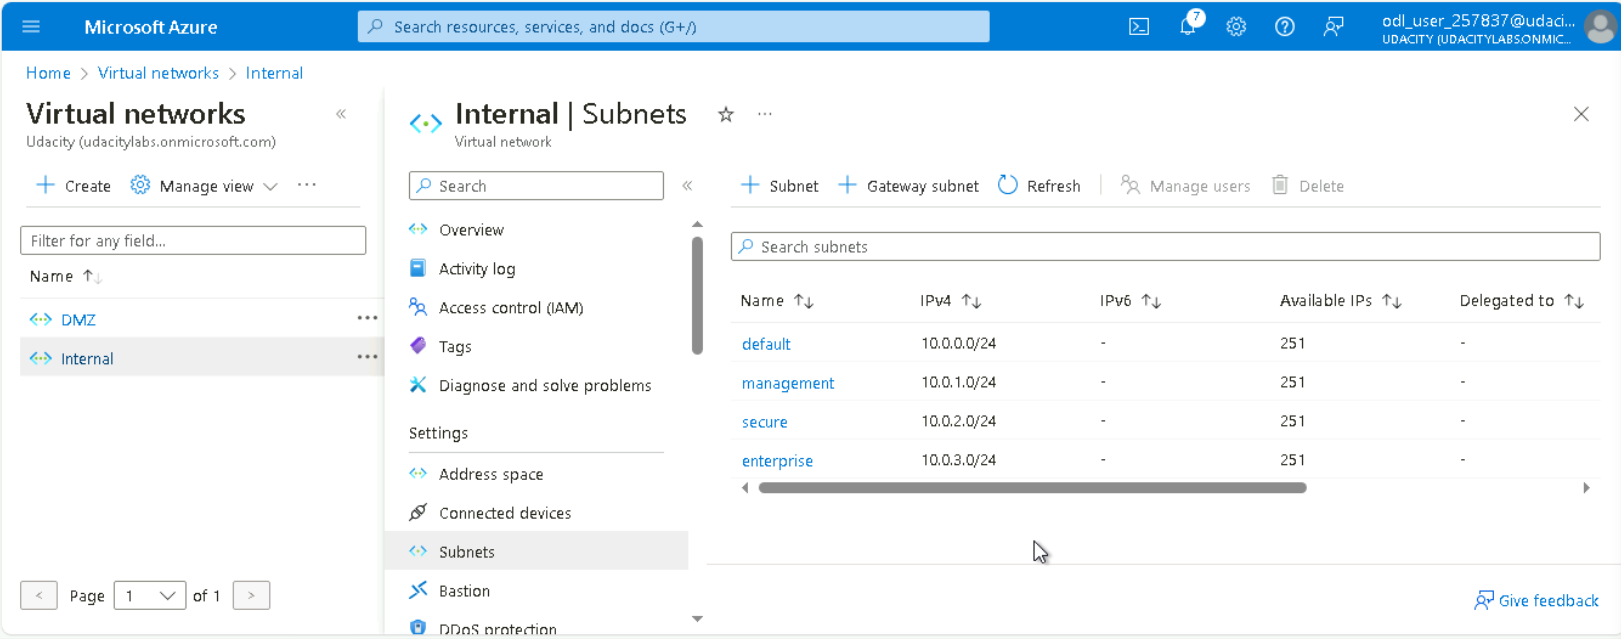 Microsoft Azure
Search resources, services, and docs (G+/)
7
odl_user_257837@udaci...
UDACITY (UDACITYLABS.ONMIC...
Home > Virtual networks > Internal
Virtual networks
Udacity (udacitylabs.onmicrosoft.com)
Create
Manage view
Filter for any field...
Name
DMZ
Internal
Page 1 of 1
Internal | Subnets
Virtual network
Search
Overview
Activity log
Access control (IAM)
Tags
Diagnose and solve problems
Settings
Address space
Connected devices
Subnets
Bastion
DDoS protection
Subnet Gateway subnet Refresh Manage users Delete
Search subnets
Name IPv4 IPv6 Available IPs Delegated to
default 10.0.0.0/24 - 251 -
management 10.0.1.0/24 - 251 -
secure 10.0.2.0/24 - 251 -
enterprise 10.0.3.0/24 - 251 -
Give feedback